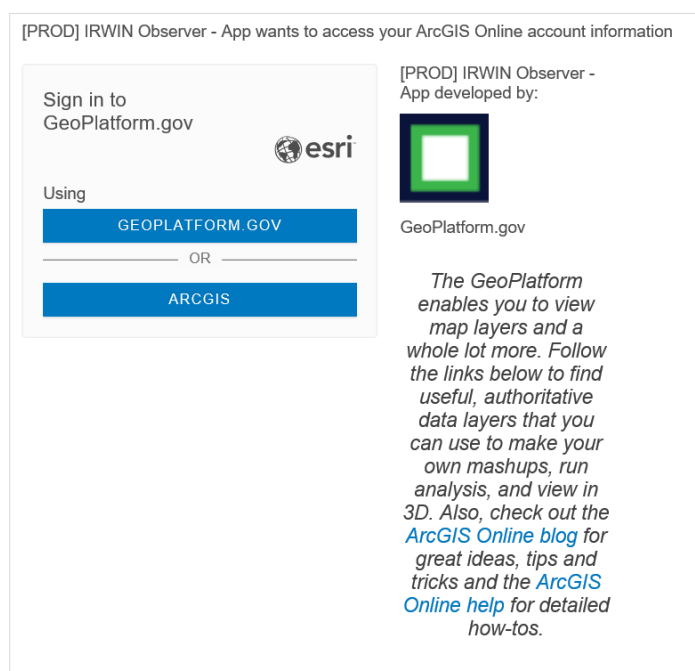 [PROD] IRWIN Observer - App wants to access your ArcGIS Online account information
Sign in to
GeoPlatform.gov
esri
Using
GEOPLATFORM.GOV
OR
ARCGIS
[PROD] IRWIN Observer -
App developed by:
GeoPlatform.gov
The GeoPlatform
enables you to view
map layers and a
whole lot more. Follow
the links below to find
useful, authoritative
data layers that you
can use to make your
own mashups, run
analysis, and view in
3D. Also, check out the
ArcGIS Online blog for
great ideas, tips and
tricks and the ArcGIS
Online help for detailed
how-tos.